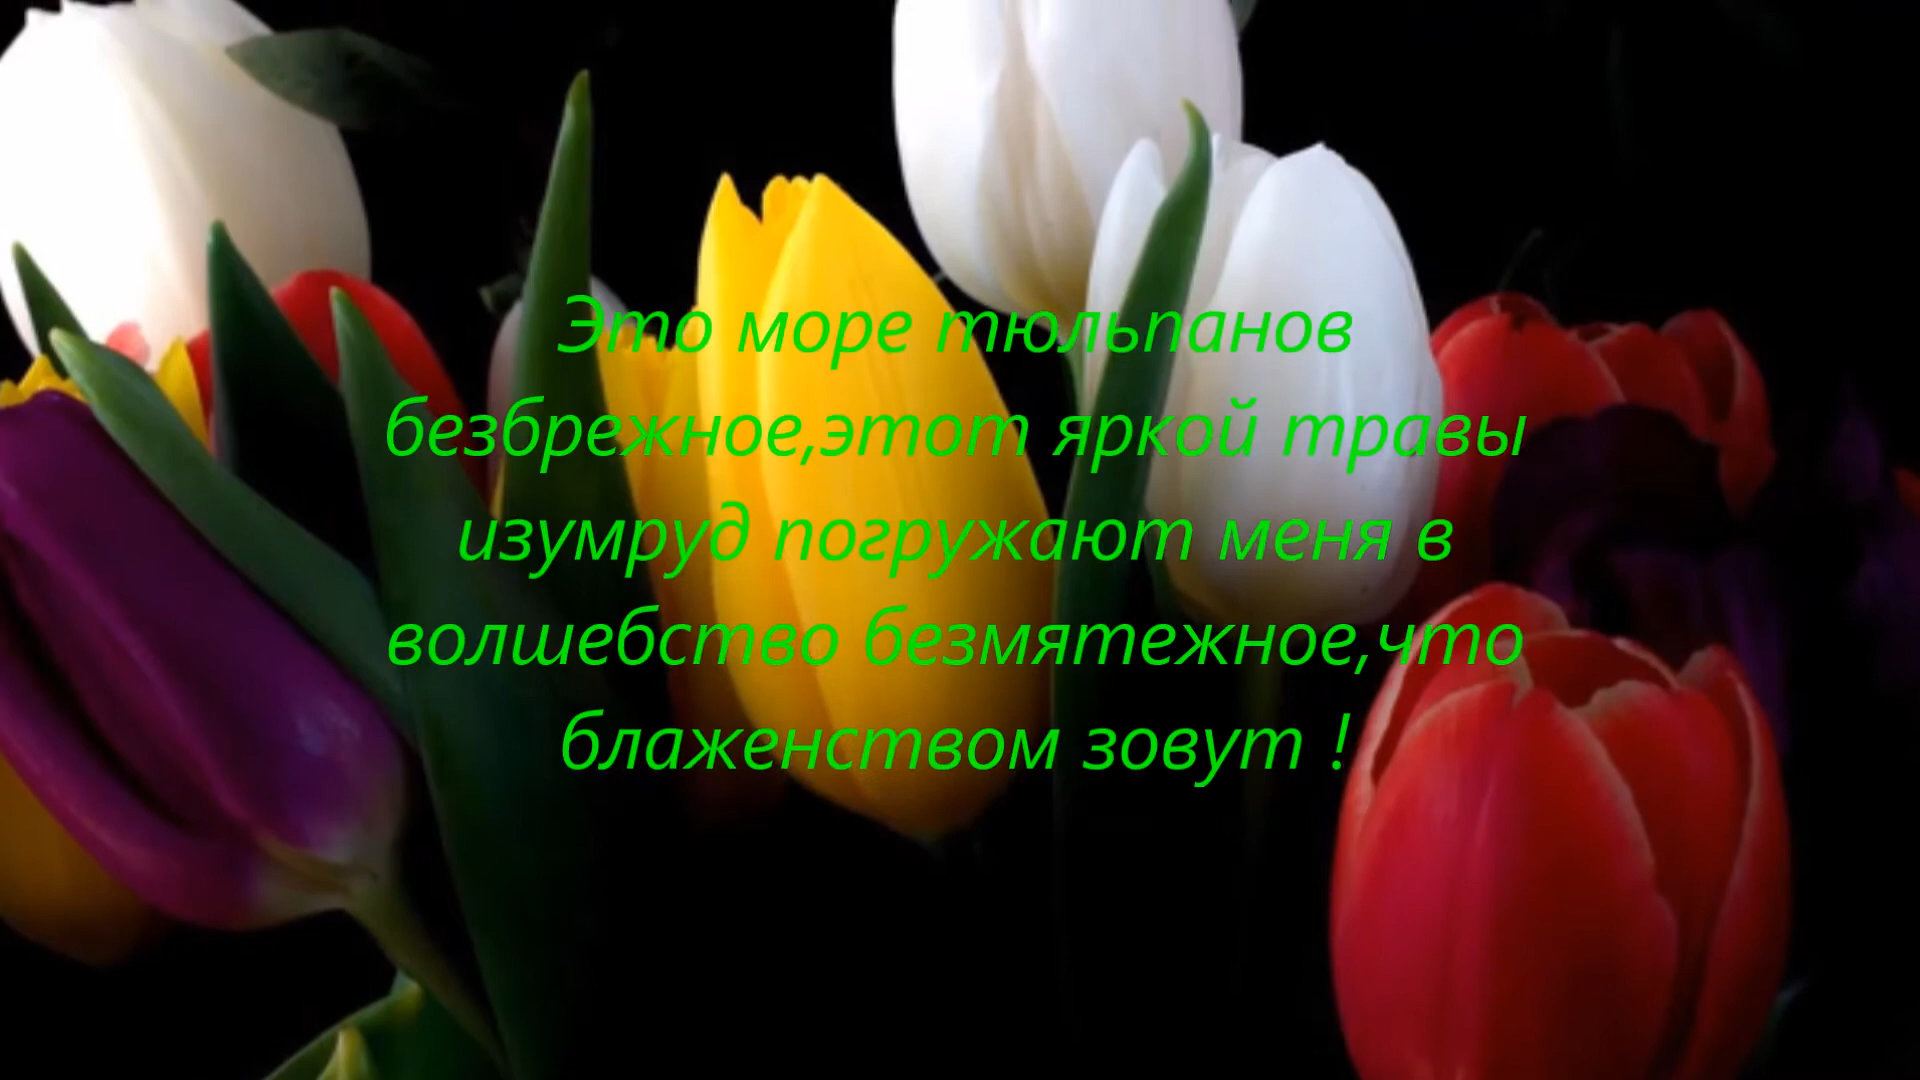 Это море тюльпанов
безбрежное,этот яркой травы
изумруд погружают меня в
волшебство безмятежное,что
блаженством зовут !